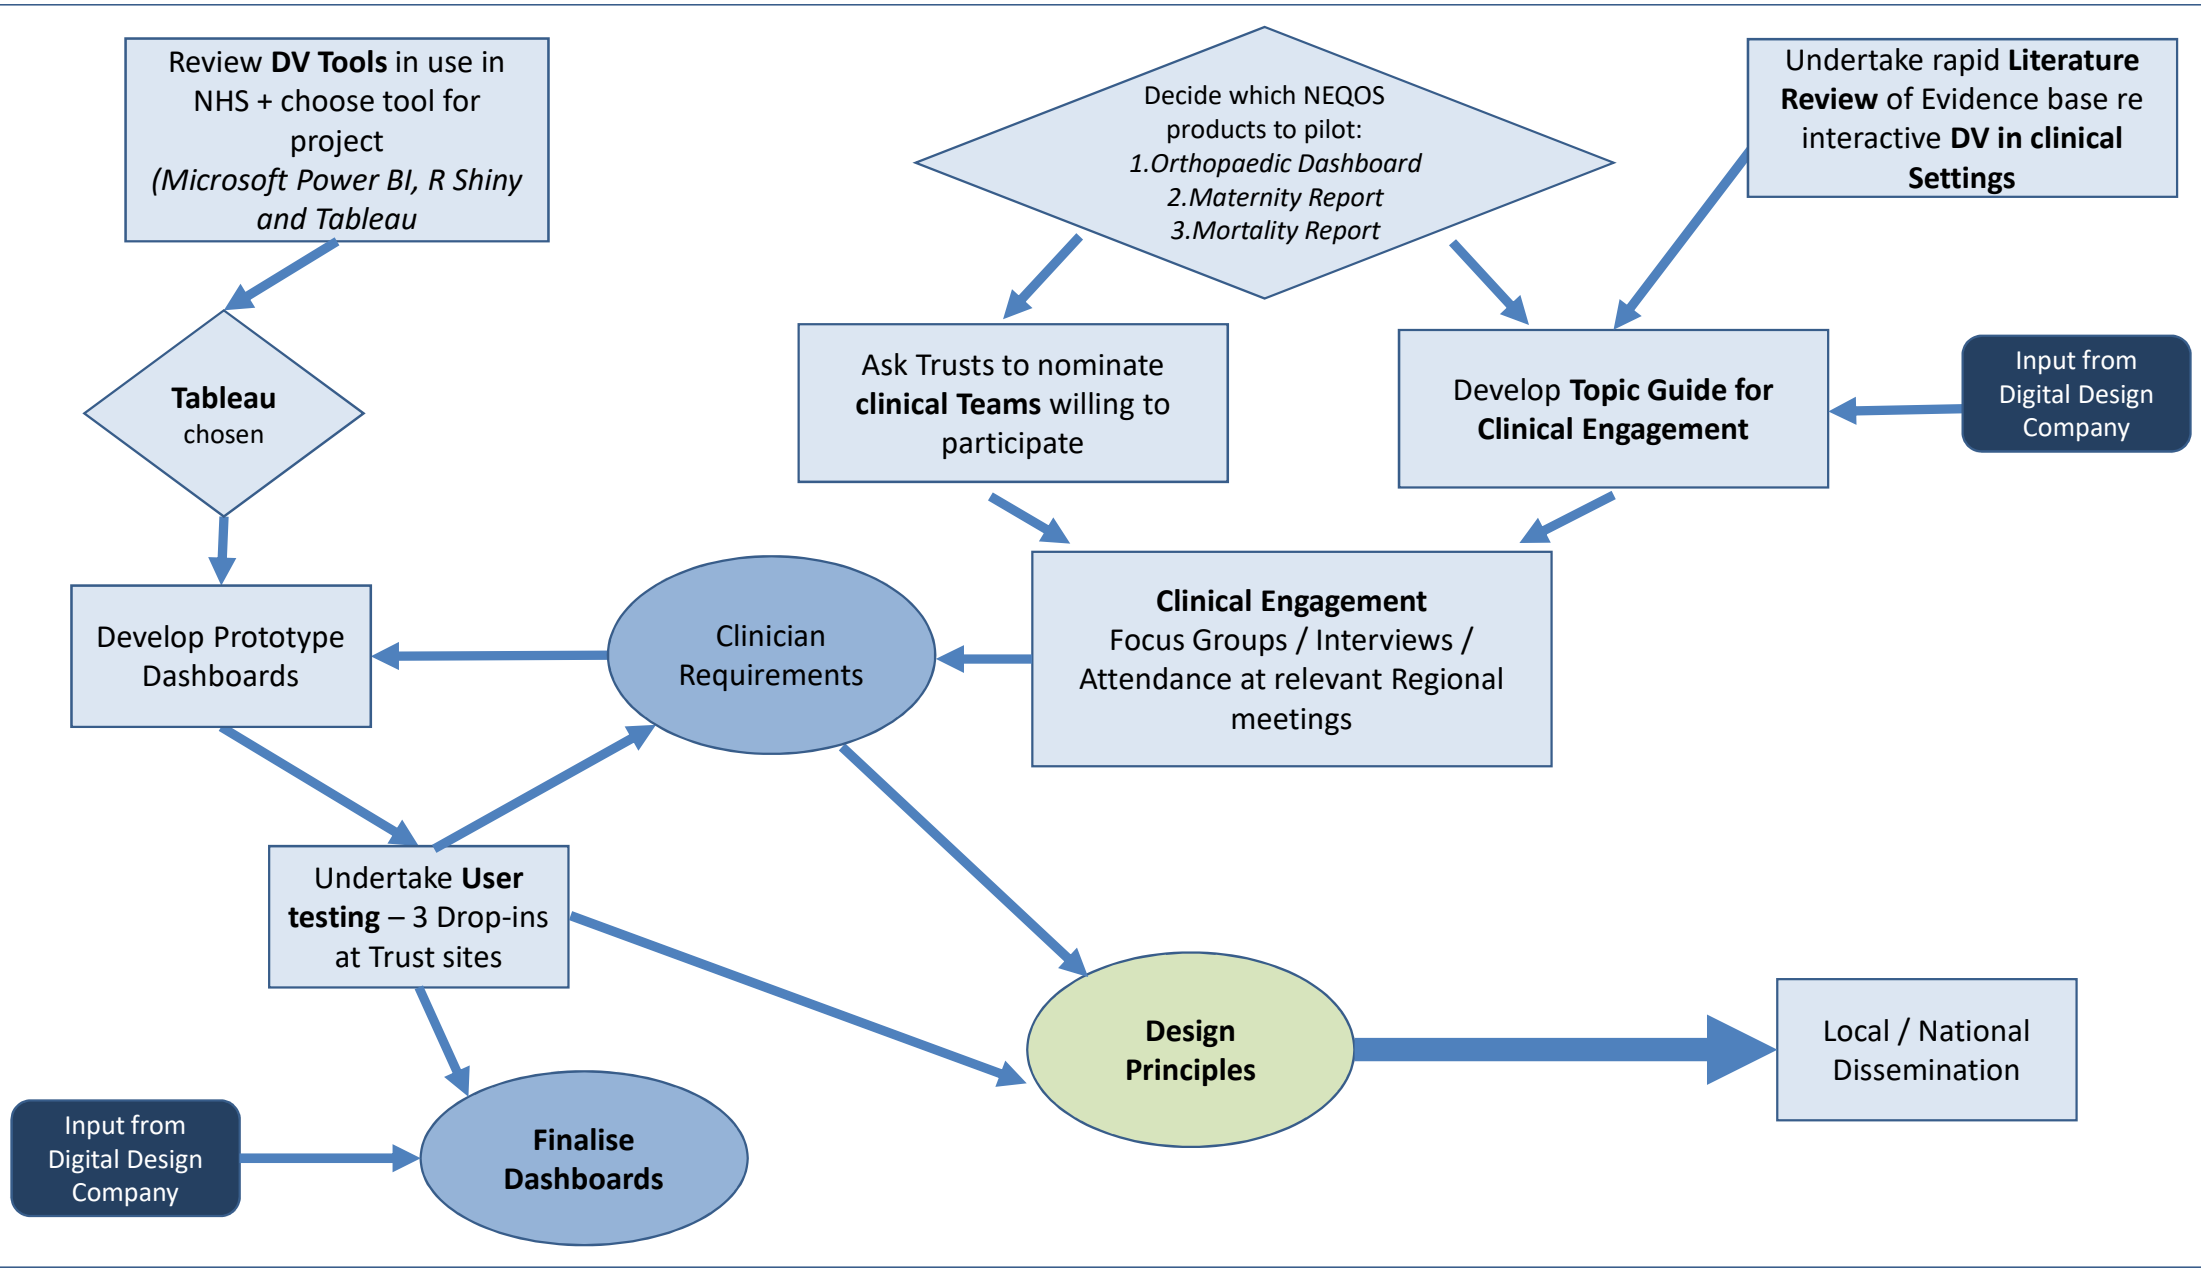 Review DV Tools in use in
NHS + choose tool for
project
(Microsoft Power BI, R Shiny
and Tableau
Decide which NEQOS
products to pilot:
1.Orthopaedic Dashboard
2.Maternity Report
3.Mortality Report
Undertake rapid Literature
Review of Evidence base re
interactive DV in clinical
Settings
Tableau
chosen
Ask Trusts to nominate
clinical Teams willing to
participate
Develop Topic Guide for
Clinical Engagement
Input from
Digital Design
Company
Develop Prototype
Dashboards
Clinician
Requirements
Clinical Engagement
Focus Groups / Interviews /
Attendance at relevant Regional
meetings
Undertake User
testing – 3 Drop-ins
at Trust sites
Design
Principles
Local / National
Dissemination
Input from
Digital Design
Company
Finalise
Dashboards